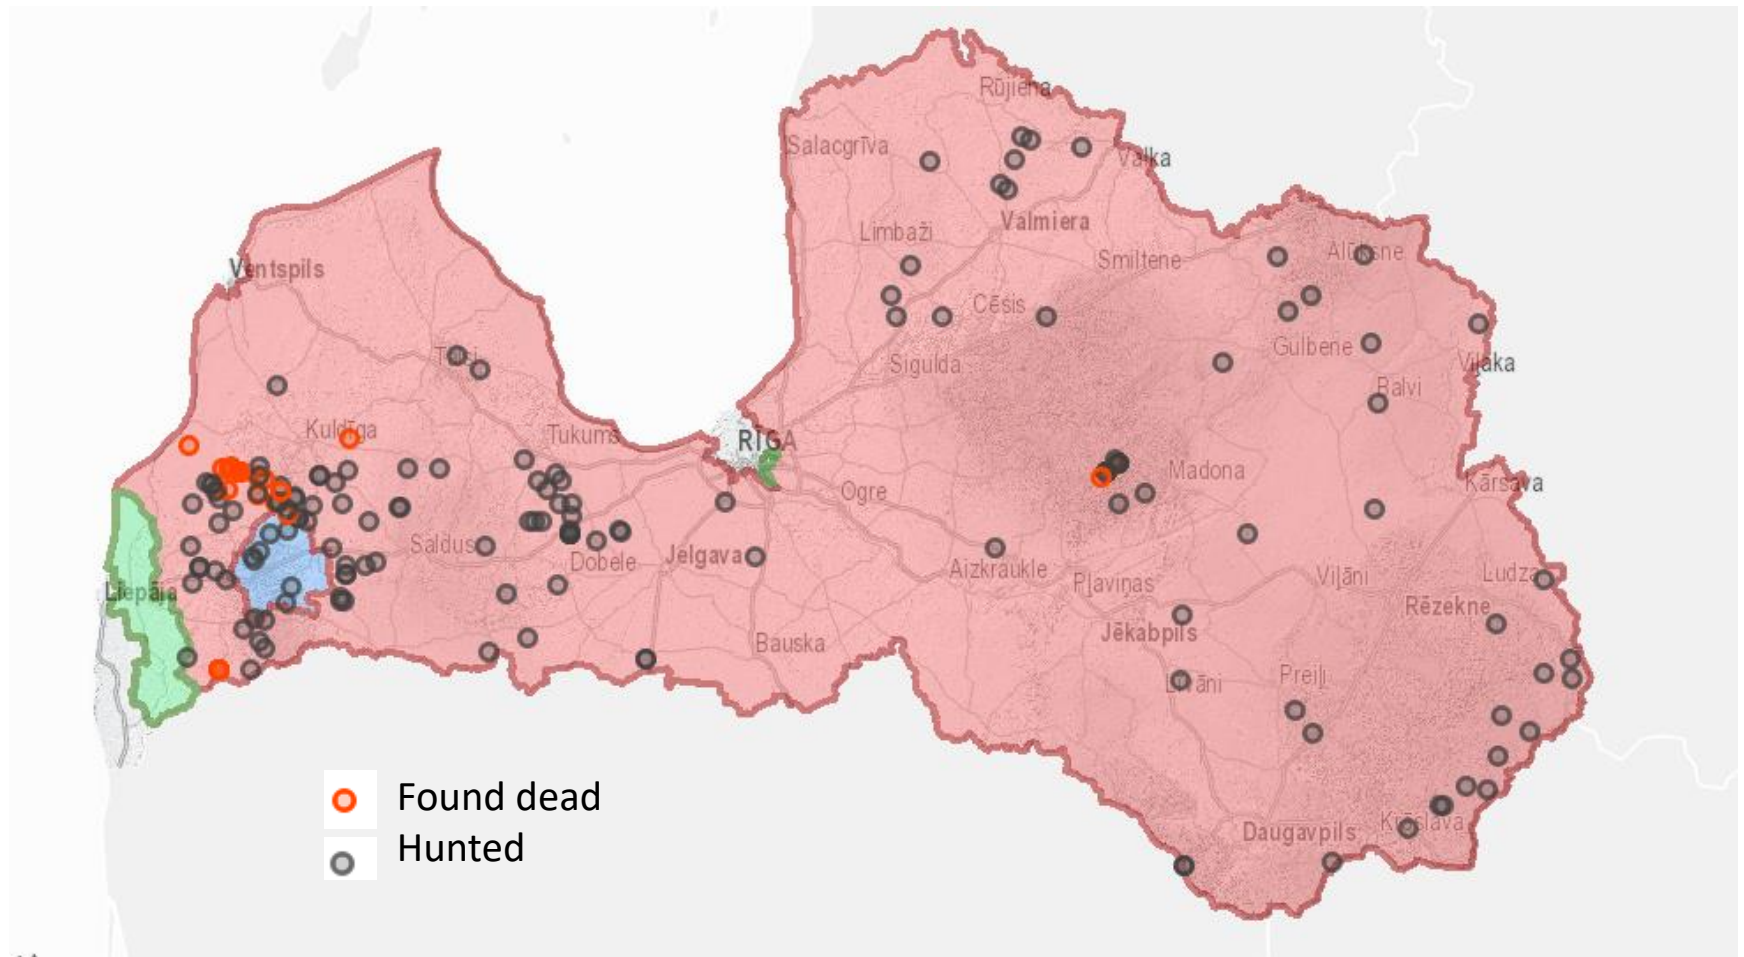 Rūjiena
Salacgrīva
Valka
Valmiera
Limbaži
Ventspils
Smiltene
Alūksne
Cēsis
Talsi
Sigulda
Gulbene
Viļaka
Balvi
Kuldīga
Tukums
RĪGA
Madona
Ogre
Kārsava
Saldus
Dobele
Jelgava
Aizkraukle
Pļaviņas
Viļāni
Ludza
Liepāja
Rēzekne
Jēkabpils
Bauska
Preiļi
Līvāni
Found dead
Hunted
Daugavpils
Krāslava